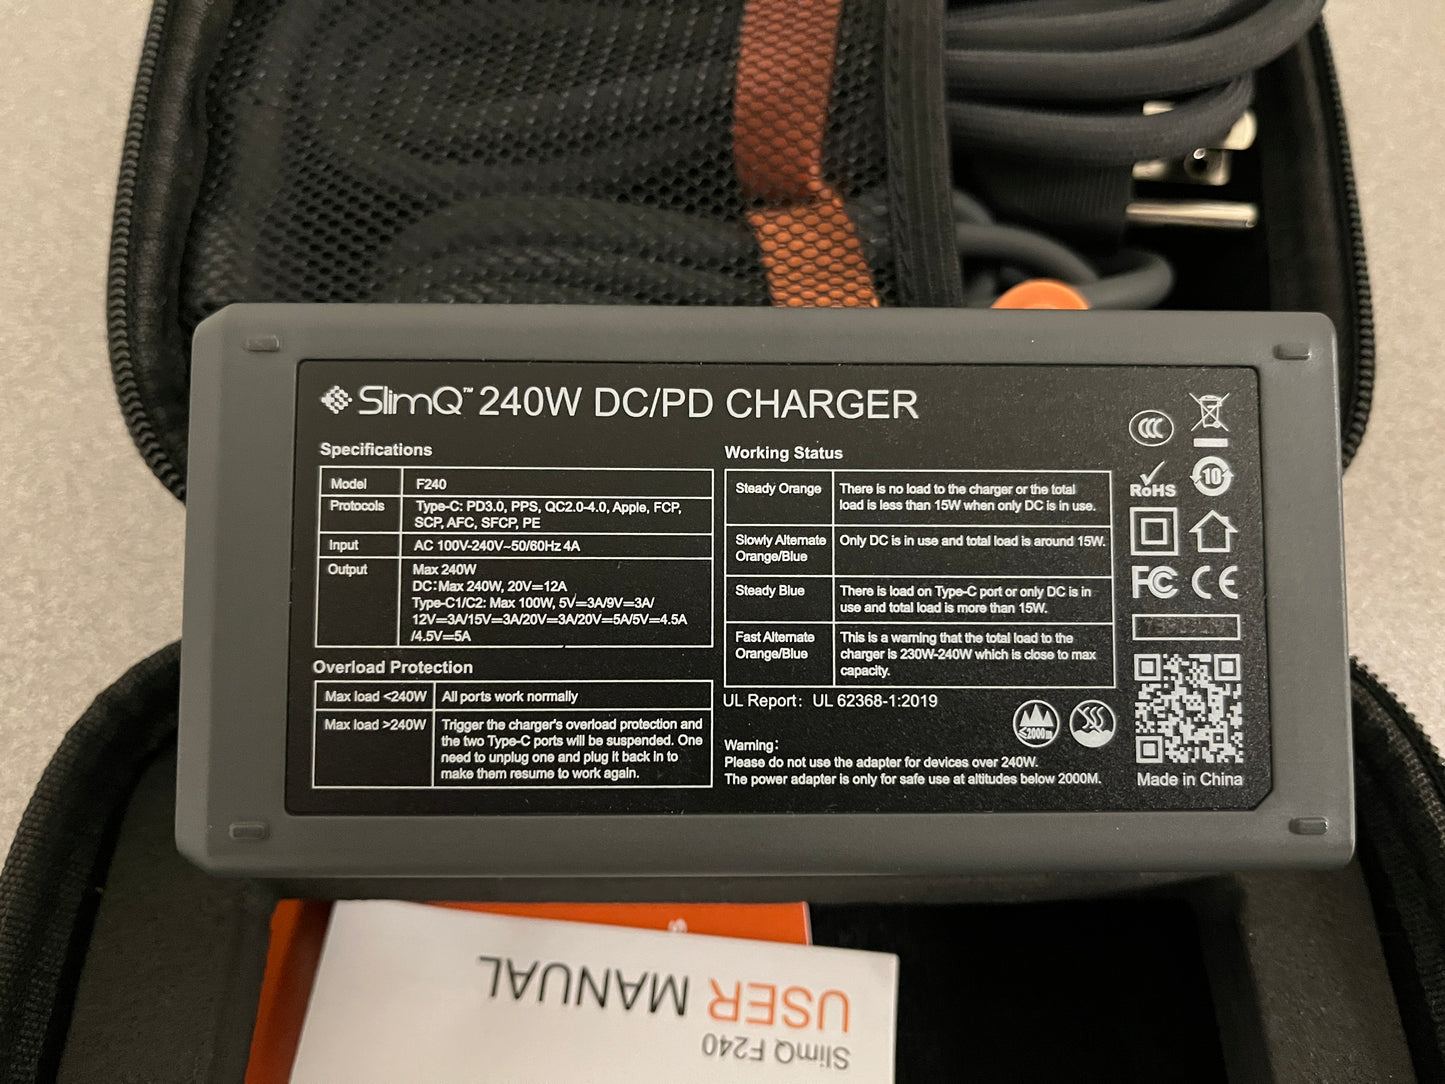 SlimQ™ 240W DC/PD CHARGER
Specifications
Model F240
Protocols Type-C: PD3.0, PPS, QC2.0-4.0, Apple, FCP,
SCP, AFC, SFCP, PE
Input AC 100V-240V~50/60Hz 4A
Output Max 240W
DC:Max 240W, 20V⎓12A
Type-C1/C2: Max 100W, 5V⎓3A/9V⎓3A/
12V⎓3A/15V⎓3A/20V⎓3A/20V⎓5A/5V⎓4.5A
/4.5V⎓5A
Overload Protection
Max load <240W All ports work normally
Max load >240W Trigger the charger's overload protection and
the two Type-C ports will be suspended. One
need to unplug one and plug it back in to
make them resume to work again.
Working Status
Steady Orange There is no load to the charger or the total
load is less than 15W when only DC is in use.
Slowly Alternate Only DC is in use and total load is around 15W.
Orange/Blue
Steady Blue There is load on Type-C port or only DC is in
use and total load is more than 15W.
Fast Alternate This is a warning that the total load to the
Orange/Blue charger is 230W-240W which is close to max
capacity.
UL Report: UL 62368-1:2019
≤2000m
Warning:
Please do not use the adapter for devices over 240W.
The power adapter is only for safe use at altitudes below 2000M.
CCC
RoHS
10
FC CE
Made in China
USER MANUAL
SlimQ F240